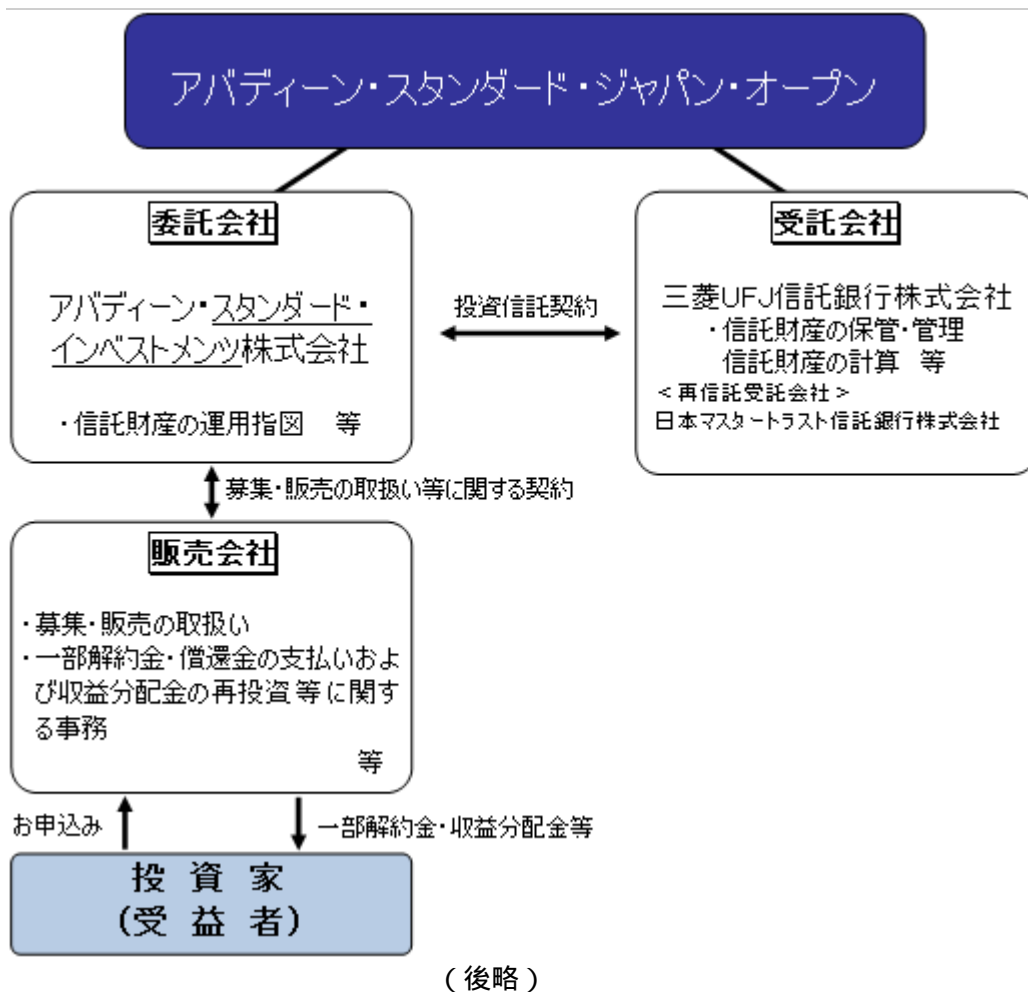 アバディーン・スタンダード・ジャパン・オープン
委託会社
アバディーン・スタンダード・
インベストメンツ株式会社
・信託財産の運用指図　等
投資信託契約
受託会社
三菱UFJ信託銀行株式会社
・信託財産の保管・管理
信託財産の計算　等
＜再信託受託会社＞
日本マスタートラスト信託銀行株式会社
募集・販売の取扱い等に関する契約
販売会社
・募集・販売の取扱い
・一部解約金・償還金の支払いおよ
び収益分配金の再投資等に関す
る事務
等
お申込み
一部解約金・収益分配金等
投 資 家
（受 益 者）
（後略）